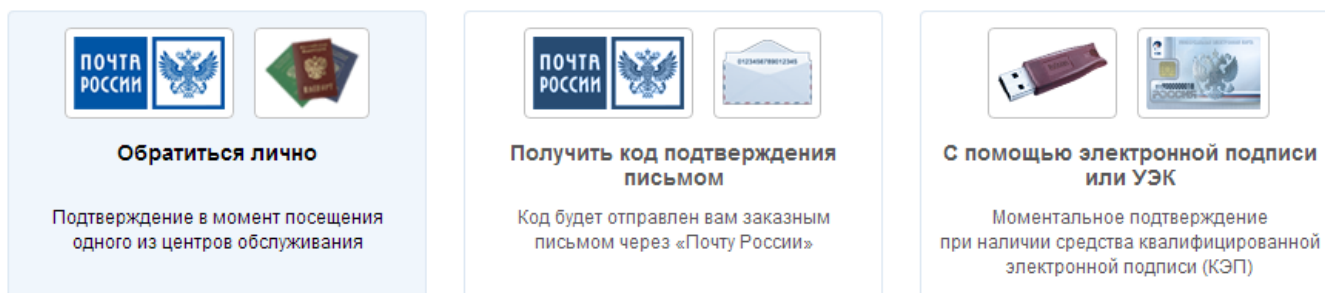 ПОЧТА
РОССИИ
Обратиться лично
Подтверждение в момент посещения
одного из центров обслуживания
ПОЧТА
РОССИИ
0123456789012345
Получить код подтверждения
письмом
Код будет отправлен вам заказным
письмом через «Почту России»
С помощью электронной подписи
или УЭК
Моментальное подтверждение
при наличии средства квалифицированной
электронной подписи (КЭП)